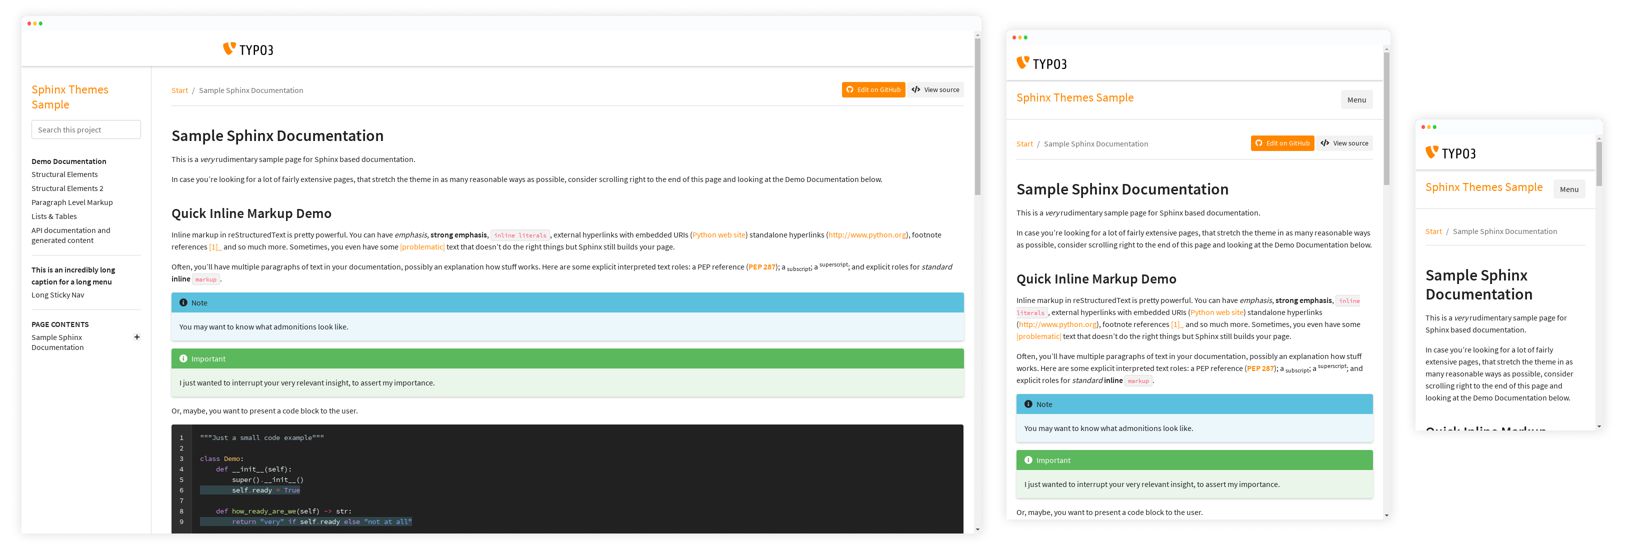 TYPO3
Sphinx Themes
Sample
Search this project
Demo Documentation
Structural Elements
Structural Elements 2
Paragraph Level Markup
Lists & Tables
API documentation and
generated content
This is an incredibly long
caption for a long menu
Long Sticky Nav
PAGE CONTENTS
Sample Sphinx
Documentation
+
Start / Sample Sphinx Documentation
Edit on GitHub
View source
Sample Sphinx Documentation
This is a very rudimentary sample page for Sphinx based documentation.
In case you're looking for a lot of fairly extensive pages, that stretch the theme in as many reasonable ways as possible, consider scrolling right to the end of this page and looking at the Demo Documentation below.
Quick Inline Markup Demo
Inline markup in reStructuredText is pretty powerful. You can have emphasis, strong emphasis, inline literals, external hyperlinks with embedded URIs (Python web site) standalone hyperlinks (http://www.python.org), footnote
references [1]_ and so much more. Sometimes, you even have some |problematic| text that doesn't do the right things but Sphinx still builds your page.
Often, you'll have multiple paragraphs of text in your documentation, possibly an explanation how stuff works. Here are some explicit interpreted text roles: a PEP reference (PEP 287); a subscript; a superscript; and explicit roles for standard
inline markup.
Note
You may want to know what admonitions look like.
Important
I just wanted to interrupt your very relevant insight, to assert my importance.
Or, maybe, you want to present a code block to the user.
1 """Just a small code example"""
2
3 class Demo:
4 def __init__(self):
5 super().__init__()
6 self.ready = True
7
8 def how_ready_are_we(self) -> str:
9 return "very" if self.ready else "not at all"
TYPO3
Sphinx Themes Sample
Menu
Start / Sample Sphinx Documentation
Edit on GitHub
View source
Sample Sphinx Documentation
This is a very rudimentary sample page for Sphinx based documentation.
In case you're looking for a lot of fairly extensive pages, that stretch the theme in as many reasonable ways
as possible, consider scrolling right to the end of this page and looking at the Demo Documentation below.
Quick Inline Markup Demo
Inline markup in reStructuredText is pretty powerful. You can have emphasis, strong emphasis, inline
literals, external hyperlinks with embedded URIs (Python web site) standalone hyperlinks
(http://www.python.org), footnote references [1]_ and so much more. Sometimes, you even have some
|problematic| text that doesn't do the right things but Sphinx still builds your page.
Often, you'll have multiple paragraphs of text in your documentation, possibly an explanation how stuff
works. Here are some explicit interpreted text roles: a PEP reference (PEP 287); a subscript; a superscript; and
explicit roles for standard inline markup.
Note
You may want to know what admonitions look like.
Important
I just wanted to interrupt your very relevant insight, to assert my importance.
Or, maybe, you want to present a code block to the user.
TYPO3
Sphinx Themes Sample
Menu
Start / Sample Sphinx Documentation
Sample Sphinx
Documentation
This is a very rudimentary sample page for
Sphinx based documentation.
In case you're looking for a lot of fairly
extensive pages, that stretch the theme in as
many reasonable ways as possible, consider
scrolling right to the end of this page and
looking at the Demo Documentation below.
Quick Inline Markup